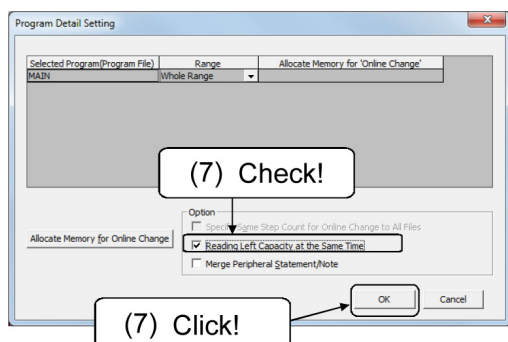 Program Detail Setting
Selected Program(Program File) Range Allocate Memory for 'Online Change'
MAIN Whole Range
(7) Check!
Option
Specify Same Step Count for Online Change to All Files
Allocate Memory for Online Change
Reading Left Capacity at the Same Time
Merge Peripheral Statement/Note
OK Cancel
(7) Click!